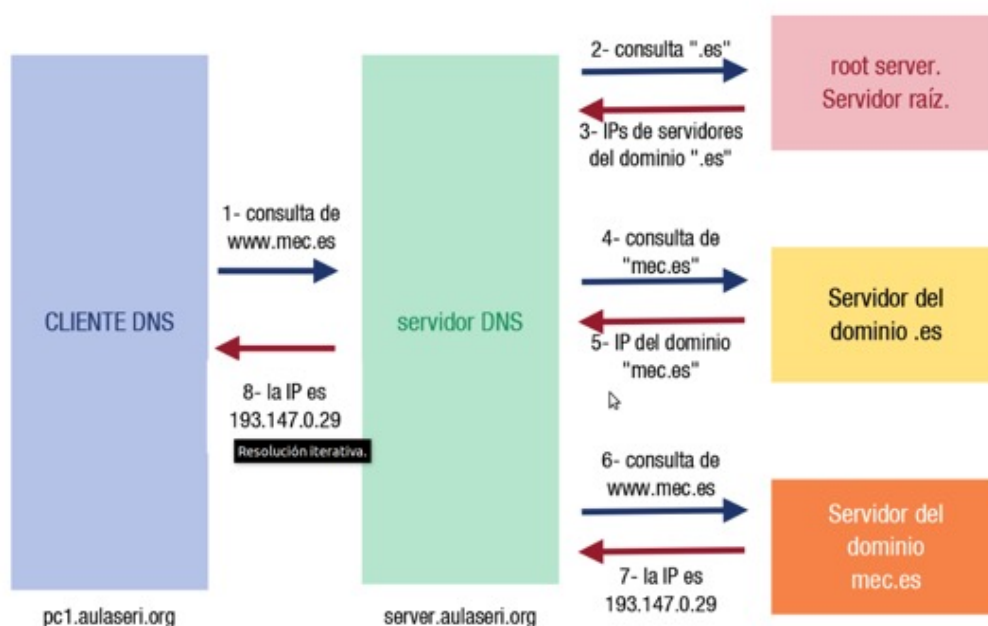 CLIENTE DNS
pc1.aulaseri.org
1- consulta de
www.mec.es
8- la IP es
193.147.0.29
Resolución iterativa.
servidor DNS
server.aulaseri.org
2- consulta ".es"
3- IPs de servidores
del dominio ".es"
root server.
Servidor raíz.
4- consulta de
"mec.es"
5- IP del dominio
"mec.es"
Servidor del
dominio .es
6- consulta de
www.mec.es
7- la IP es
193.147.0.29
Servidor del
dominio
mec.es